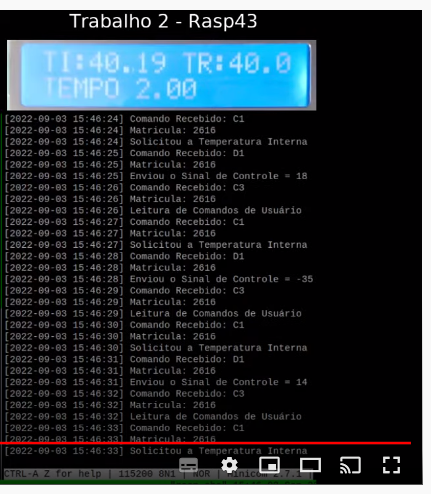 Trabalho 2 - Rasp43
TI:40.19 TR:40.0
TEMPO 2.00
[2022-09-03 15:46:24] Comando Recebido: C1
[2022-09-03 15:46:24] Matricula: 2616
[2022-09-03 15:46:24] Solicitou a Temperatura Interna
[2022-09-03 15:46:25] Comando Recebido: D1
[2022-09-03 15:46:25] Matricula: 2616
[2022-09-03 15:46:25] Enviou o Sinal de Controle = 18
[2022-09-03 15:46:26] Comando Recebido: C3
[2022-09-03 15:46:26] Matricula: 2616
[2022-09-03 15:46:26] Leitura de Comandos de Usuário
[2022-09-03 15:46:27] Comando Recebido: C1
[2022-09-03 15:46:27] Matricula: 2616
[2022-09-03 15:46:27] Solicitou a Temperatura Interna
[2022-09-03 15:46:28] Comando Recebido: D1
[2022-09-03 15:46:28] Matricula: 2616
[2022-09-03 15:46:28] Enviou o Sinal de Controle = -35
[2022-09-03 15:46:29] Comando Recebido: C3
[2022-09-03 15:46:29] Matricula: 2616
[2022-09-03 15:46:29] Leitura de Comandos de Usuário
[2022-09-03 15:46:30] Comando Recebido: C1
[2022-09-03 15:46:30] Matricula: 2616
[2022-09-03 15:46:30] Solicitou a Temperatura Interna
[2022-09-03 15:46:31] Comando Recebido: D1
[2022-09-03 15:46:31] Matricula: 2616
[2022-09-03 15:46:31] Enviou o Sinal de Controle = 14
[2022-09-03 15:46:32] Comando Recebido: C3
[2022-09-03 15:46:32] Matricula: 2616
[2022-09-03 15:46:32] Leitura de Comandos de Usuário
[2022-09-03 15:46:33] Comando Recebido: C1
[2022-09-03 15:46:33] Matricula: 2616
[2022-09-03 15:46:33] Solicitou a Temperatura Interna
CTRL-A Z for help | 115200 8N1 | NOR | Minicom 2.7.1